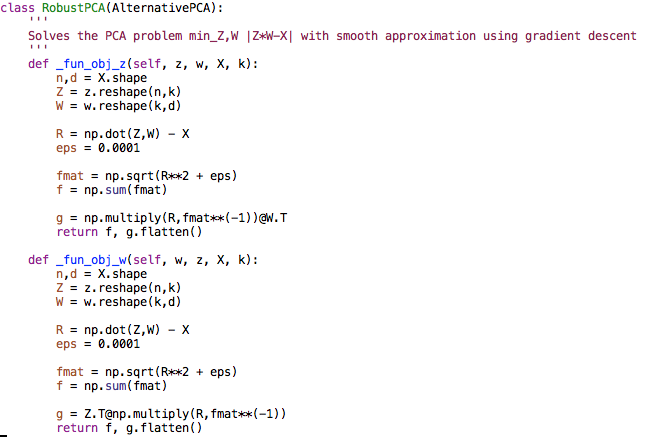 class RobustPCA(AlternativePCA):
    '''
    Solves the PCA problem min_Z,W |Z*W-X| with smooth approximation using gradient descent
    '''
    def _fun_obj_z(self, z, w, X, k):
        n,d = X.shape
        Z = z.reshape(n,k)
        W = w.reshape(k,d)

        R = np.dot(Z,W) - X
        eps = 0.0001

        fmat = np.sqrt(R**2 + eps)
        f = np.sum(fmat)

        g = np.multiply(R,fmat**(-1))@W.T
        return f, g.flatten()

    def _fun_obj_w(self, w, z, X, k):
        n,d = X.shape
        Z = z.reshape(n,k)
        W = w.reshape(k,d)

        R = np.dot(Z,W) - X
        eps = 0.0001

        fmat = np.sqrt(R**2 + eps)
        f = np.sum(fmat)

        g = Z.T@np.multiply(R,fmat**(-1))
        return f, g.flatten()